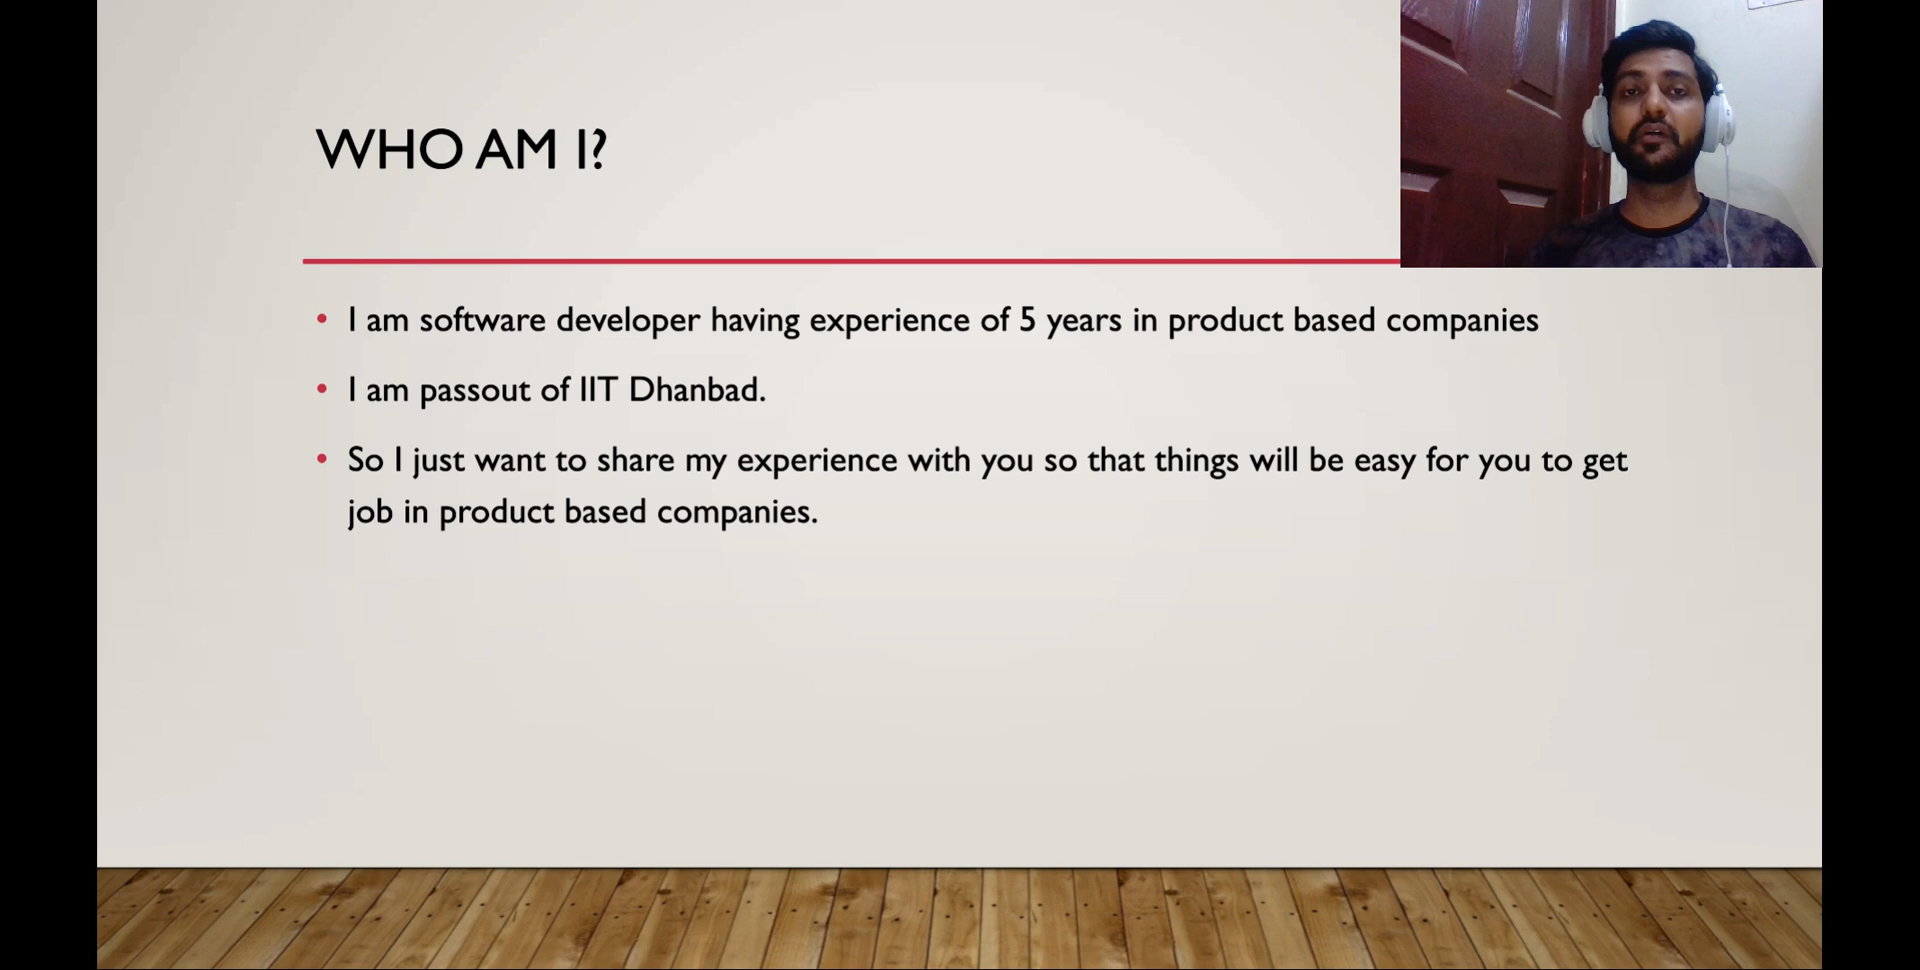 WHO AM I?
• I am software developer having experience of 5 years in product based companies
• I am passout of IIT Dhanbad.
• So I just want to share my experience with you so that things will be easy for you to get
job in product based companies.